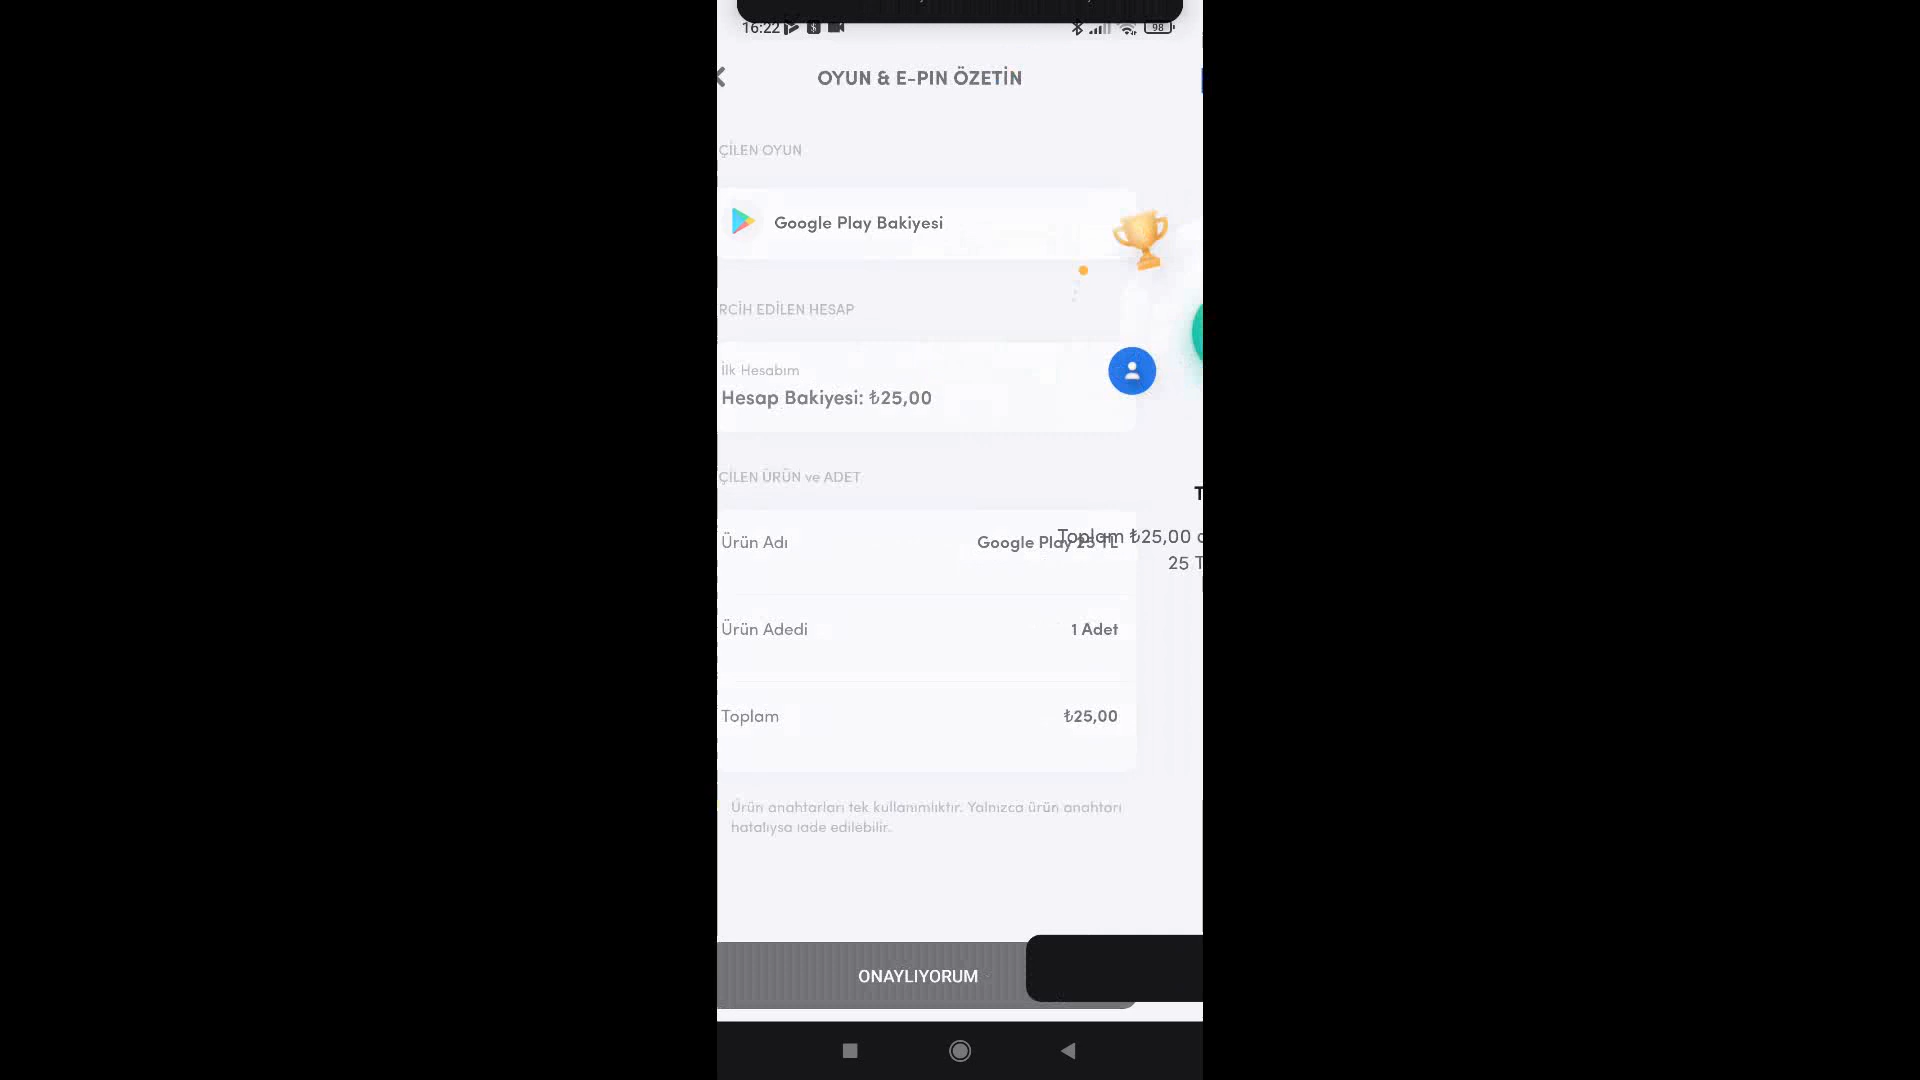 16:22
98
OYUN & E-PIN ÖZETİN
ÇİLEN OYUN
Google Play Bakiyesi
RCİH EDİLEN HESAP
İlk Hesabım
Hesap Bakiyesi: ₺25,00
ÇİLEN ÜRÜN ve ADET
Ürün Adı
Google Play 25 TL
Toplam ₺25,00
25 T
Ürün Adedi
1 Adet
Toplam
₺25,00
Ürün anahtarları tek kullanımlıktır. Yalnızca ürün anahtarı
hatalıysa iade edilebilir.
ONAYLIYORUM